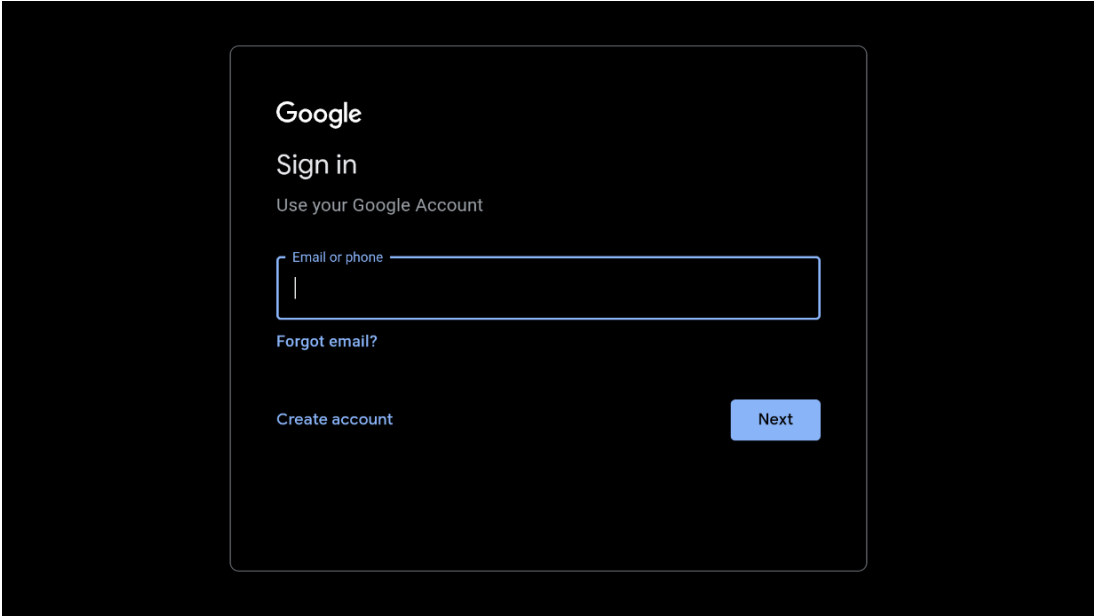 Google
Sign in
Use your Google Account
Email or phone
Forgot email?
Create account
Next